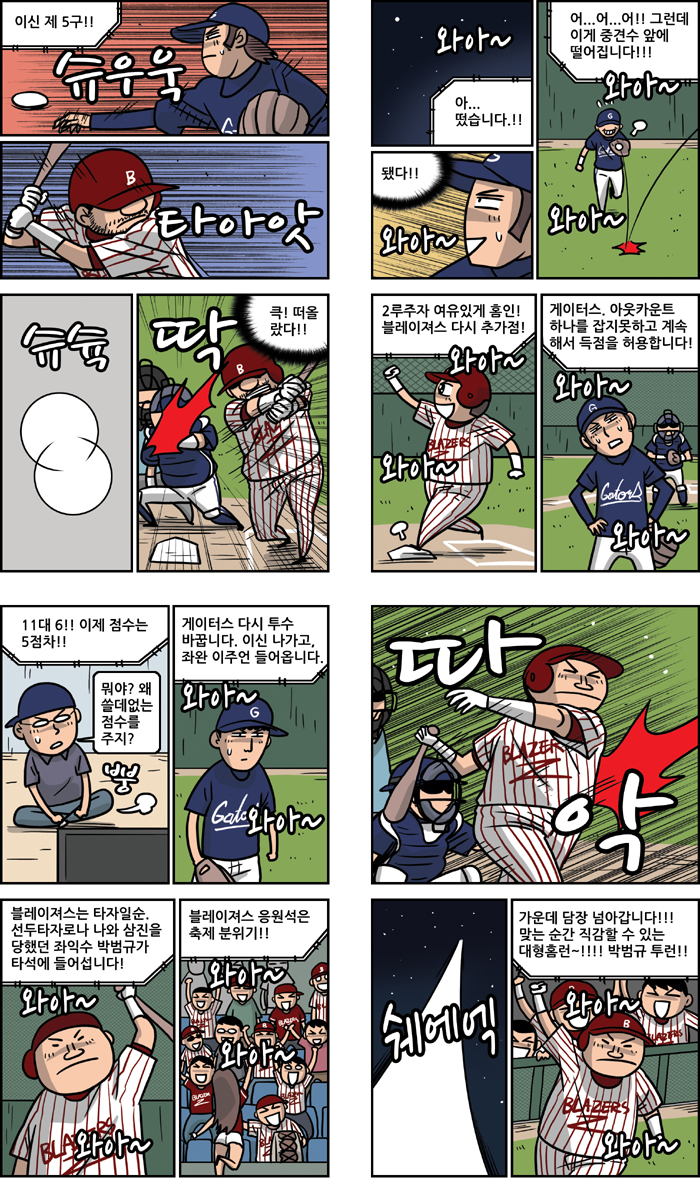 이신 제 5구!!
슈우욱
B
타아앗
와아~
아...
떴습니다.!!
됐다!!
와아~
어...어...어!! 그런데
이게 중견수 앞에
떨어집니다!!!
와아~
G
와아~
슈슉
딱
큭! 떠올
랐다!!
B
2루주자 여유있게 홈인!
블레이져스 다시 추가점!
와아~
BLAZERS
와아~
게이터스. 아웃카운트
하나를 잡지못하고 계속
해서 득점을 허용합니다!
와아~
G
Gators
와아~
11대 6!! 이제 점수는
5점차!!
뭐야? 왜
쓸데없는
점수를
주지?
뿔
게이터스 다시 투수
바꿉니다. 이신 나가고,
좌완 이주언 들어옵니다.
와아~
G
와아~
따
BLAZER
악
블레이져스는 타자일순.
선두타자로나 나와 삼진을
당했던 좌익수 박범규가
타석에 들어섭니다!
와아~
BLAZERS
와아~
블레이져스 응원석은
축제 분위기!!
와아~
와아~
쉐에엑
가운데 담장 넘어갑니다!!!
맞는 순간 직감할 수 있는
대형홈런~!!!! 박범규 투런!!
와아~
BLAZERS
B
BLAZERS
와아~